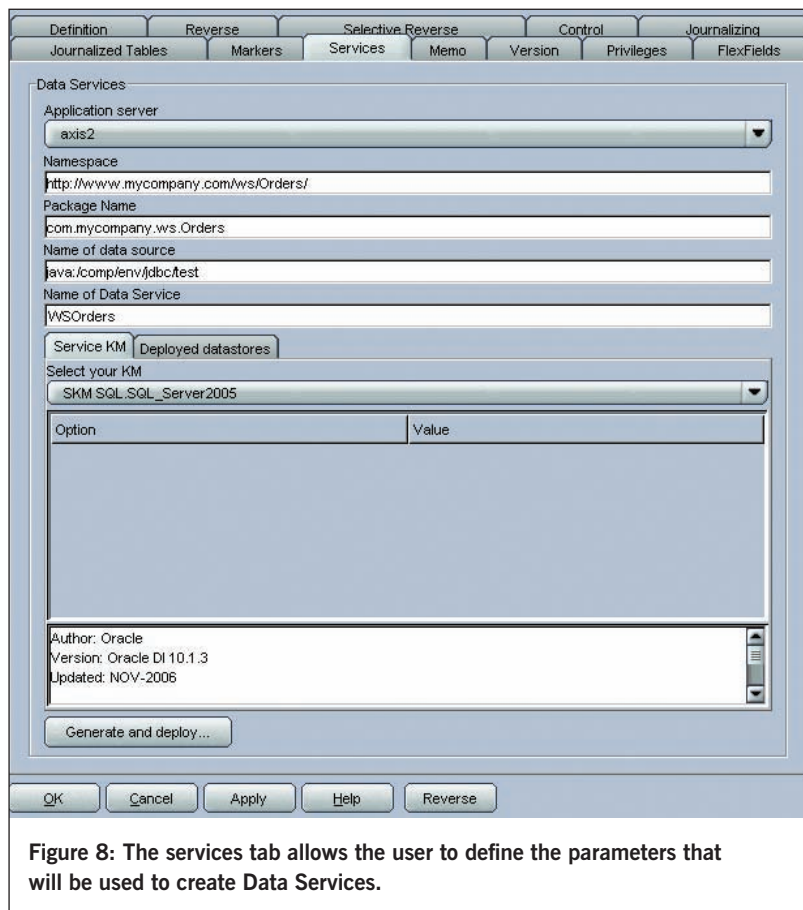 Definition Reverse Selective Reverse Control Journalizing
Journalized Tables Markers Services Memo Version Privileges FlexFields
Data Services
Application server
axis2
Namespace
http://www.mycompany.com/ws/Orders/
Package Name
com.mycompany.ws.Orders
Name of data source
java:/comp/env/jdbc/test
Name of Data Service
WSOrders
Service KM Deployed datastores
Select your KM
SKM SQL.SQL_Server2005
Option Value
Author: Oracle
Version: Oracle DI 10.1.3
Updated: NOV-2006
Generate and deploy...
OK Cancel Apply Help Reverse
Figure 8: The services tab allows the user to define the parameters that
will be used to create Data Services.